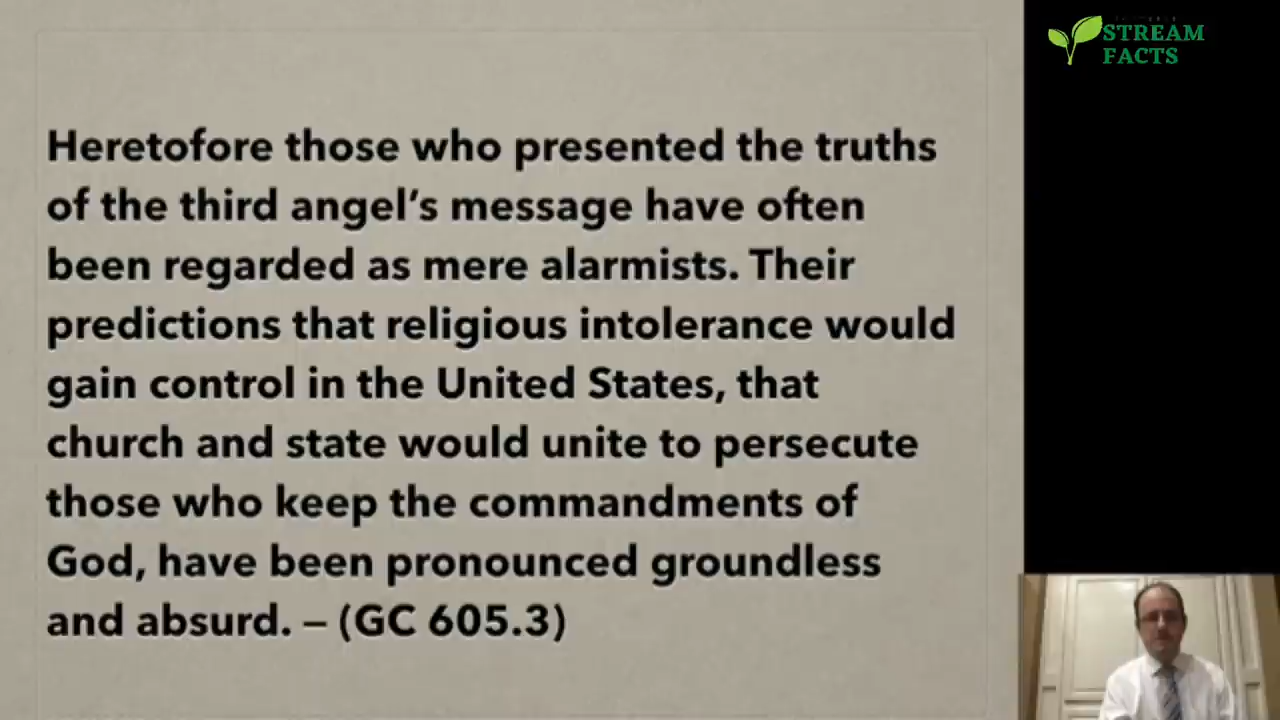 Heretofore those who presented the truths
of the third angel's message have often
been regarded as mere alarmists. Their
predictions that religious intolerance would
gain control in the United States, that
church and state would unite to persecute
those who keep the commandments of
God, have been pronounced groundless
and absurd. – (GC 605.3)
STREAM
FACTS